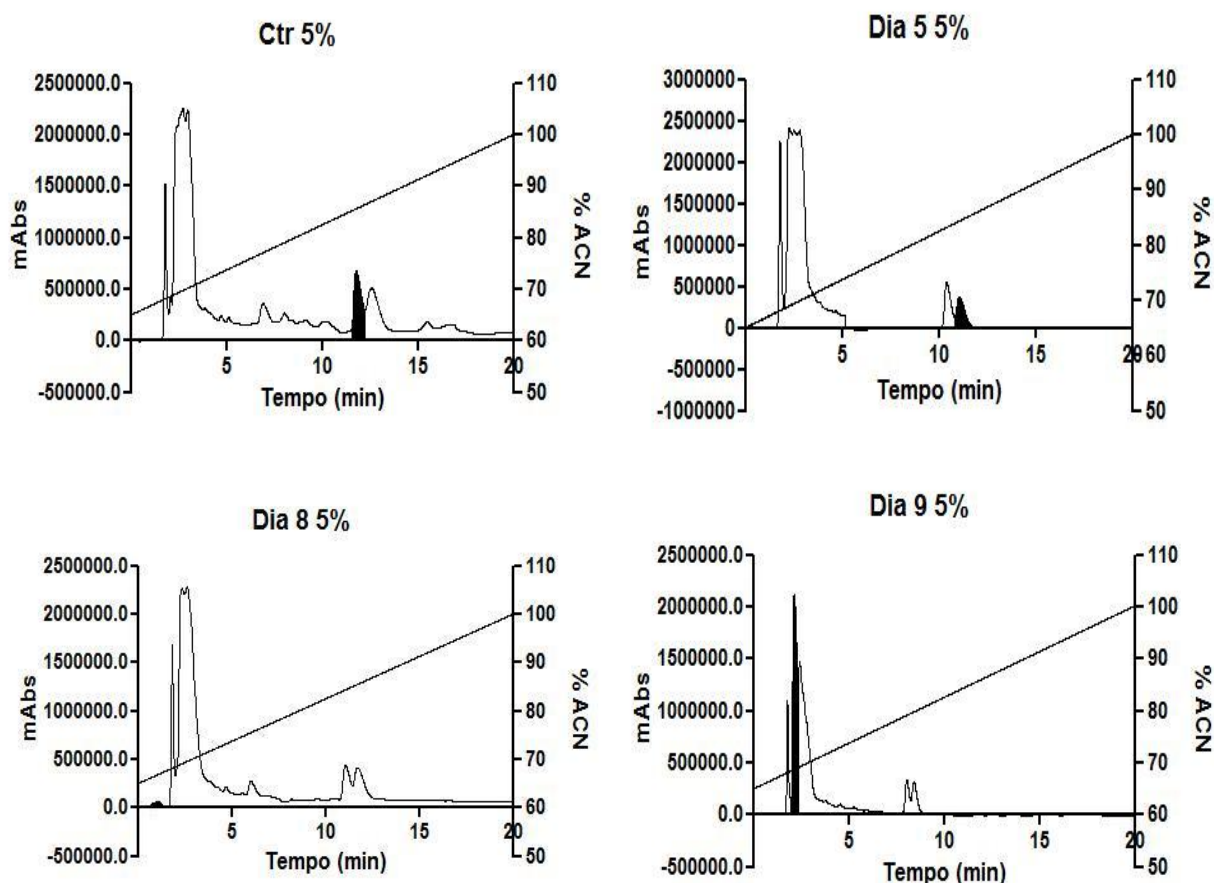 Ctr 5%
2500000.0
2000000.0
1500000.0
1000000.0
500000.0
0.0
-500000.0
mAbs
5 10 15 20
Tempo (min)
110
100
90
80
70
60
50
% ACN
Dia 5 5%
3000000
2500000
2000000
1500000
1000000
500000
0
-500000
-1000000
mAbs
5 10 15 20
Tempo (min)
110
100
90
80
70
60
50
% ACN
Dia 8 5%
2500000.0
2000000.0
1500000.0
1000000.0
500000.0
0.0
-500000.0
mAbs
5 10 15 20
Tempo (min)
110
100
90
80
70
60
50
% ACN
Dia 9 5%
2500000.0
2000000.0
1500000.0
1000000.0
500000.0
0.0
-500000.0
mAbs
5 10 15 20
Tempo (min)
110
100
90
80
70
60
50
% ACN